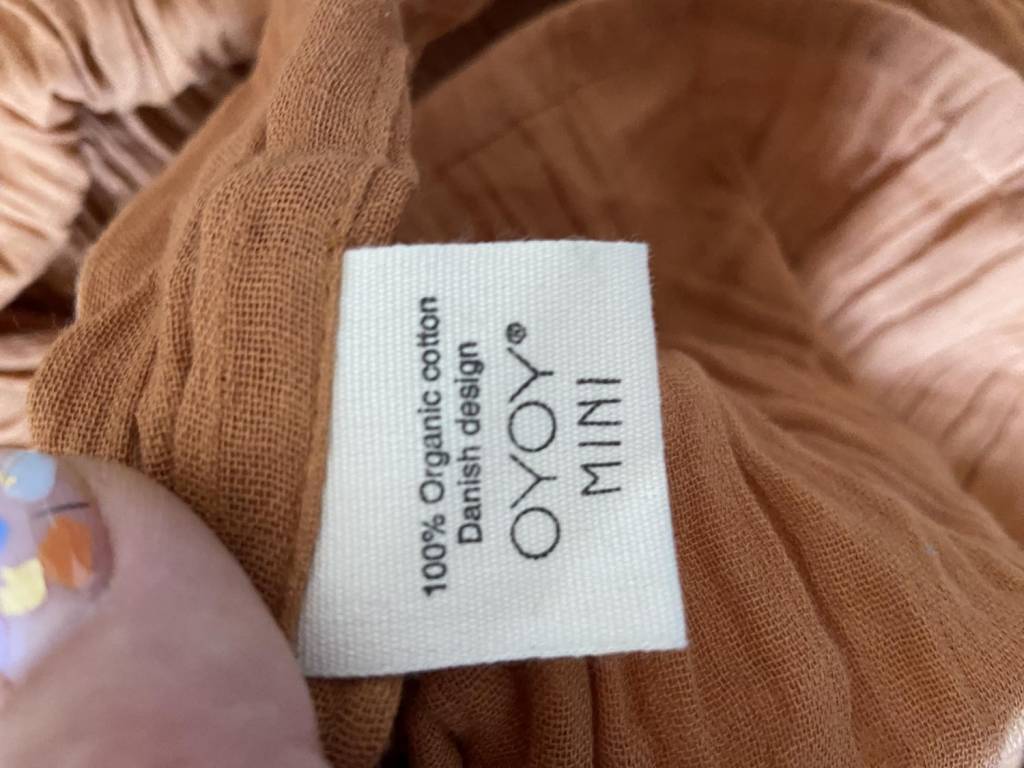 100% Organic cotton
Danish design
OYOY®
MINI